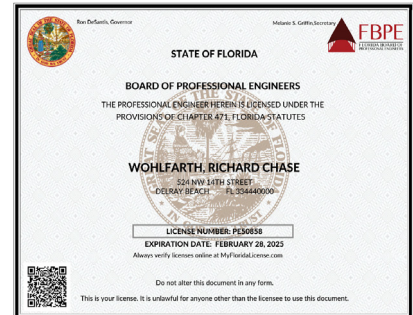 Ron DeSantis, Governor
Melanie S. Griffin, Secretary
FBPE
FLORIDA BOARD OF
PROFESSIONAL ENGINEERS
STATE OF FLORIDA
BOARD OF PROFESSIONAL ENGINEERS
THE PROFESSIONAL ENGINEER HEREIN IS LICENSED UNDER THE
PROVISIONS OF CHAPTER 471, FLORIDA STATUTES
WOHLFARTH, RICHARD CHASE
524 NW 14TH STREET
DELRAY BEACH FL 334440000
LICENSE NUMBER: PE50858
EXPIRATION DATE: FEBRUARY 28, 2025
Always verify licenses online at MyFloridaLicense.com
Do not alter this document in any form.
This is your license. It is unlawful for anyone other than the licensee to use this document.